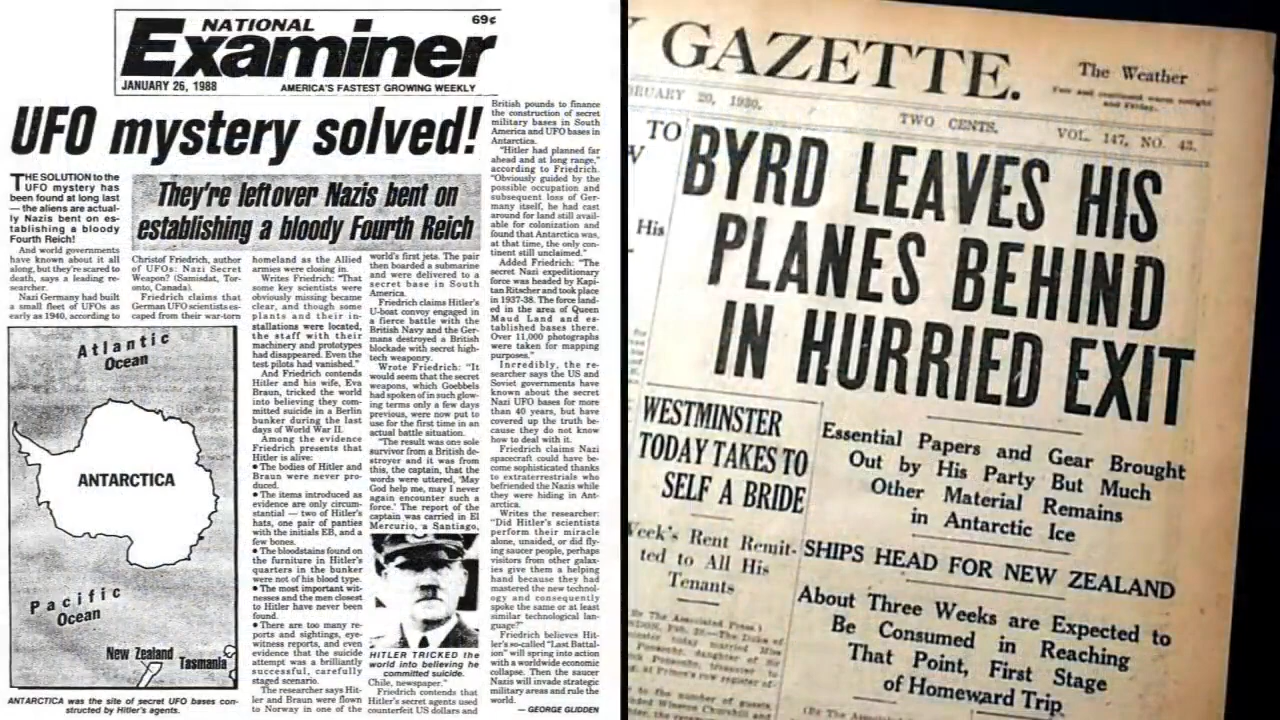 NATIONAL
Examiner
69¢
JANUARY 26, 1988
AMERICA'S FASTEST GROWING WEEKLY
UFO mystery solved!
They're leftover Nazis bent on
establishing a bloody Fourth Reich
THE SOLUTION to the
UFO mystery has
been found at long last
— the aliens are actual-
ly Nazis bent on es-
tablishing a bloody
Fourth Reich!
And world governments
have known about it all
along, but they're scared to
death, says a leading re-
searcher.
Nazi Germany had built
a small fleet of UFOs as
early as 1940, according to
Christof Friedrich, author
of UFOs: Nazi Secret
Weapon? (Samisdat, Tor-
onto, Canada).
Friedrich claims that
German UFO scientists es-
caped from their war-torn
homeland as the Allied
armies were closing in.
Writes Friedrich: "That
some key scientists were
obviously missing became
clear, and though some
plants and their in-
stallations were located,
the staff with their
machinery and prototypes
had disappeared. Even the
test pilots had vanished."
And Friedrich contends
Hitler and his wife, Eva
Braun, tricked the world
into believing they com-
mitted suicide in a Berlin
bunker during the last
days of World War II.
Among the evidence
Friedrich presents that
Hitler is alive:
● The bodies of Hitler and
Braun were never pro-
duced.
● The items introduced as
evidence are only circum-
stantial — two of Hitler's
hats, one pair of panties
with the initials EB, and a
few bones.
● The bloodstains found on
the furniture in Hitler's
quarters in the bunker
were not of his blood type.
● The most important wit-
nesses and the men closest
to Hitler have never been
found.
● There are too many re-
ports and sightings, eye-
witness reports, and even
evidence that the suicide
attempt was a brilliantly
successful, carefully
staged scenario.
The researcher says Hit-
ler and Braun were flown
to Norway in one of the
world's first jets. The pair
then boarded a submarine
and were delivered to a
secret base in South
America.
Friedrich claims Hitler's
U-boat convoy engaged in
a fierce battle with the
British Navy and the Ger-
mans destroyed a British
blockade with secret high-
tech weaponry.
Wrote Friedrich: "It
would seem that the secret
weapons, which Goebbels
had spoken of in such glow-
ing terms only a few days
previous, were now put to
use for the first time in an
actual battle situation.
"The result was one sole
survivor from a British de-
stroyer and it was from
this, the captain, that the
words were uttered, 'May
God help me, may I never
again encounter such a
force.' The report of the
captain was carried in El
Mercurio, a Santiago,
HITLER TRICKED the
world into believing he
committed suicide.
Chile, newspaper."
Friedrich contends that
Hitler's secret agents used
counterfeit US dollars and
British pounds to finance
the construction of secret
military bases in South
America and UFO bases in
Antarctica.
"Hitler had planned far
ahead and at long range,"
according to Friedrich.
"Obviously guided by the
possible occupation and
subsequent loss of Ger-
many itself, he had cast
around for land still avail-
able for colonization and
found that Antarctica was,
at that time, the only con-
tinent still unclaimed."
Added Friedrich: "The
secret Nazi expeditionary
force was headed by Kapi-
tan Ritscher and took place
in 1937-38. The force land-
ed in the area of Queen
Maud Land and es-
tablished bases there.
Over 11,000 photographs
were taken for mapping
purposes."
Incredibly, the re-
searcher says the US and
Soviet governments have
known about the secret
Nazi UFO bases for more
than 40 years, but have
covered up the truth be-
cause they do not know
how to deal with it.
Friedrich claims Nazi
spacecraft could have be-
come sophisticated thanks
to extraterrestrials who
befriended the Nazis while
they were hiding in Ant-
arctica.
Writes the researcher:
"Did Hitler's scientists
perform their miracle
alone, unaided, or did fly-
ing saucer people, perhaps
visitors from other galax-
ies give them a helping
hand because they had
mastered the new technol-
ogy and consequently
spoke the same or at least
similar technological lan-
guage?"
Friedrich believes Hit-
ler's so-called "Last Battal-
ion" will spring into action
with a worldwide economic
collapse. Then the saucer
Nazis will invade strategic
military areas and rule the
world.
— GEORGE GLIDDEN
Atlantic
Ocean
ANTARCTICA
Pacific
Ocean
New Zealand
Tasmania
ANTARCTICA was the site of secret UFO bases con-
structed by Hitler's agents.
Y GAZETTE.
The Weather
and Friday.
RUARY 20, 1930.
TWO CENTS.
VOL. 147, NO. 43.
TO
W
His
BYRD LEAVES HIS
PLANES BEHIND
IN HURRIED EXIT
Essential Papers and Gear Brought
Out by His Party But Much
Other Material Remains
in Antarctic Ice
SHIPS HEAD FOR NEW ZEALAND
About Three Weeks are Expected to
Be Consumed in Reaching
That Point, First Stage
of Homeward Trip
(By The Associated
WESTMINSTER
TODAY TAKES TO
SELF A BRIDE
Week's Rent Remit-
ted to All His
Tenants
(By The Associated Press.)